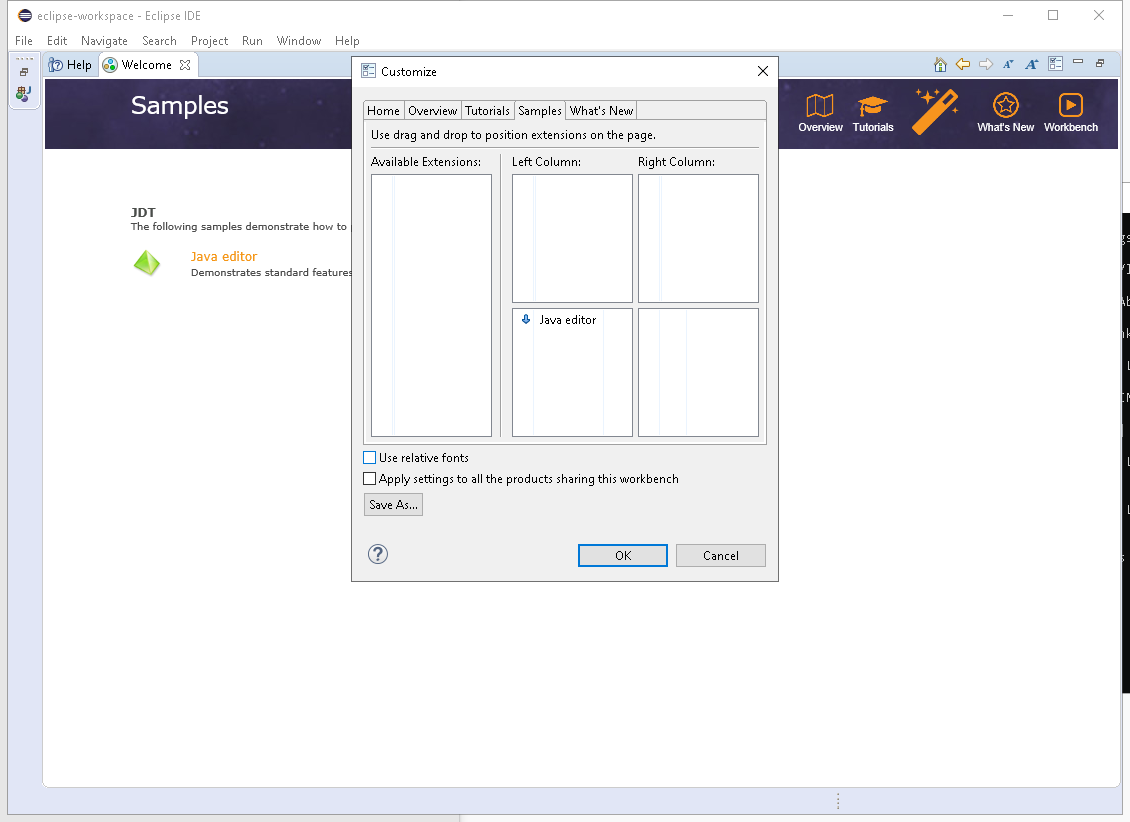 eclipse-workspace - Eclipse IDE
File Edit Navigate Search Project Run Window Help
Help Welcome
Samples
Overview Tutorials What's New Workbench
JDT
The following samples demonstrate how to
Java editor
Demonstrates standard features
Customize
Home Overview Tutorials Samples What's New
Use drag and drop to position extensions on the page.
Available Extensions: Left Column: Right Column:
Java editor
Use relative fonts
Apply settings to all the products sharing this workbench
Save As...
OK Cancel